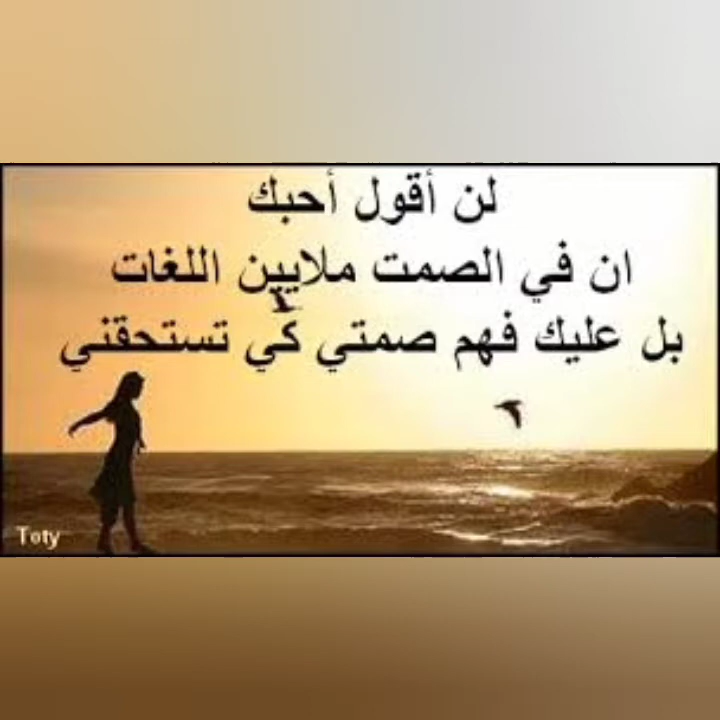 لن أقول أحبك
ان في الصمت ملايين اللغات
بل عليك فهم صمتي كي تستحقني
Toty